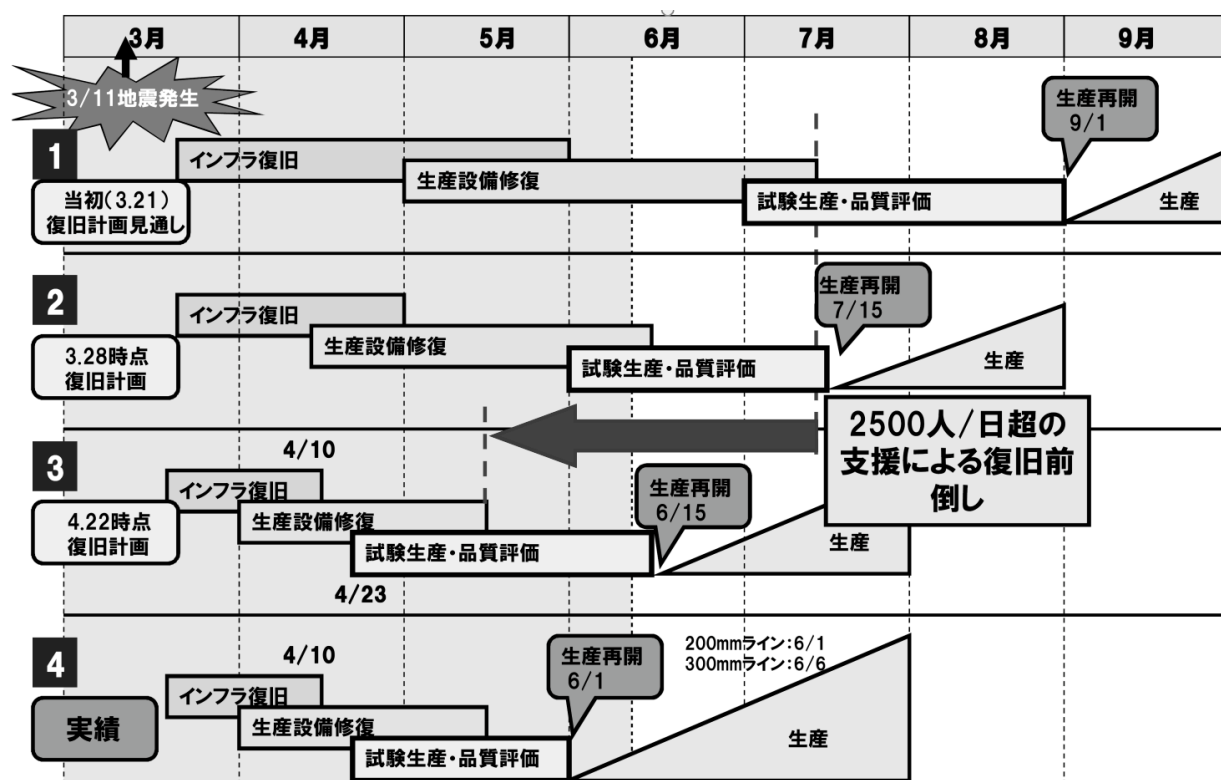 3月 4月 5月 6月 7月 8月 9月
3/11地震発生
1
当初(3.21)
復旧計画見通し
インフラ復旧
生産設備修復
試験生産・品質評価
生産再開
9/1
生産
2
3.28時点
復旧計画
インフラ復旧
生産設備修復
試験生産・品質評価
生産再開
7/15
生産
2500人/日超の
支援による復旧前
倒し
3
4.22時点
復旧計画
4/10
インフラ復旧
生産設備修復
試験生産・品質評価
4/23
生産再開
6/15
生産
4
実績
4/10
インフラ復旧
生産設備修復
試験生産・品質評価
生産再開
6/1
200mmライン:6/1
300mmライン:6/6
生産